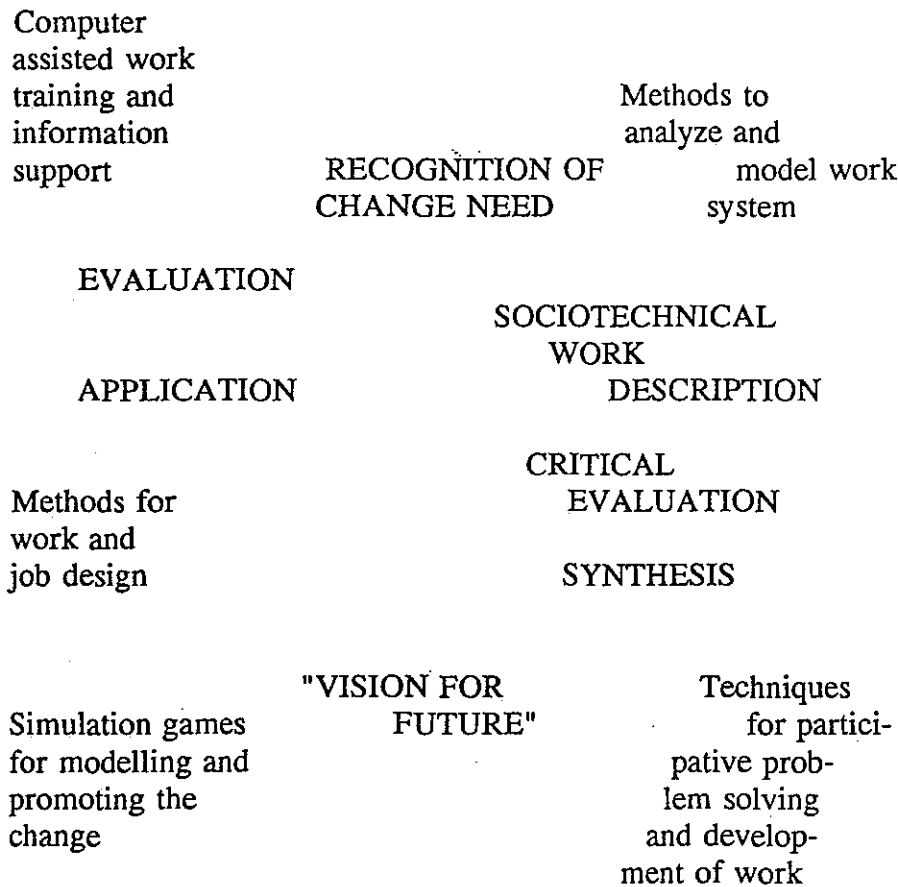 Computer
assisted work
training and
information
support
Methods to
analyze and
model work
system
RECOGNITION OF
CHANGE NEED
EVALUATION
SOCIOTECHNICAL
WORK
DESCRIPTION
APPLICATION
CRITICAL
EVALUATION
Methods for
work and
job design
SYNTHESIS
"VISION FOR
FUTURE"
Simulation games
for modelling and
promoting the
change
Techniques
for partici-
pative prob-
lem solving
and develop-
ment of work